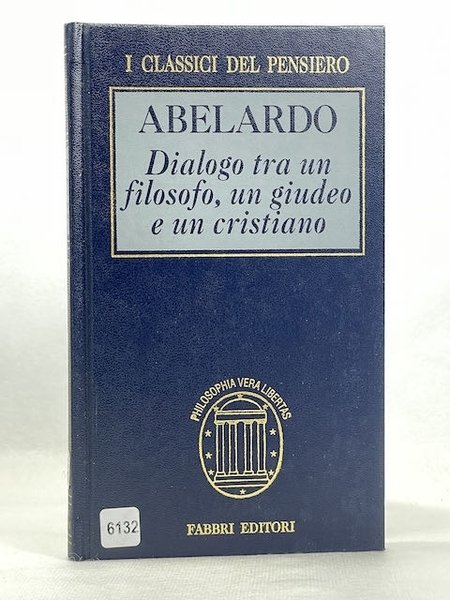 I CLASSICI DEL PENSIERO
ABELARDO
Dialogo tra un
filosofo, un giudeo
e un cristiano
PHILOSOPHIA VERA LIBERTAS
6132
FABBRI EDITORI